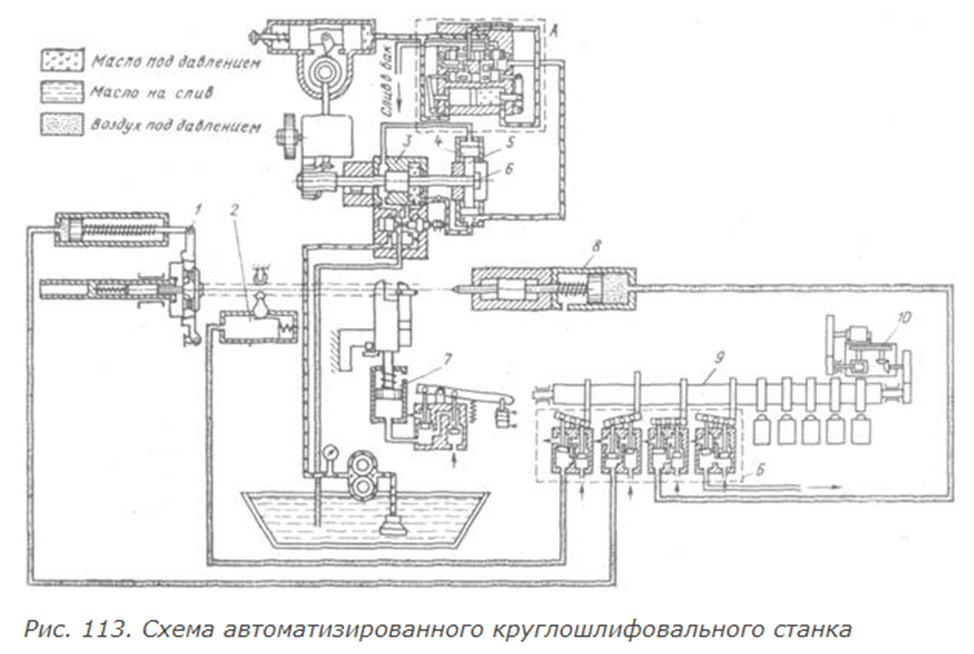 А
Масло под давлением
Слив в бак
Масло на слив
Воздух под давлением
3
4
5
6
1
2
8
10
7
9
Б
Рис. 113. Схема автоматизированного круглошлифовального станка